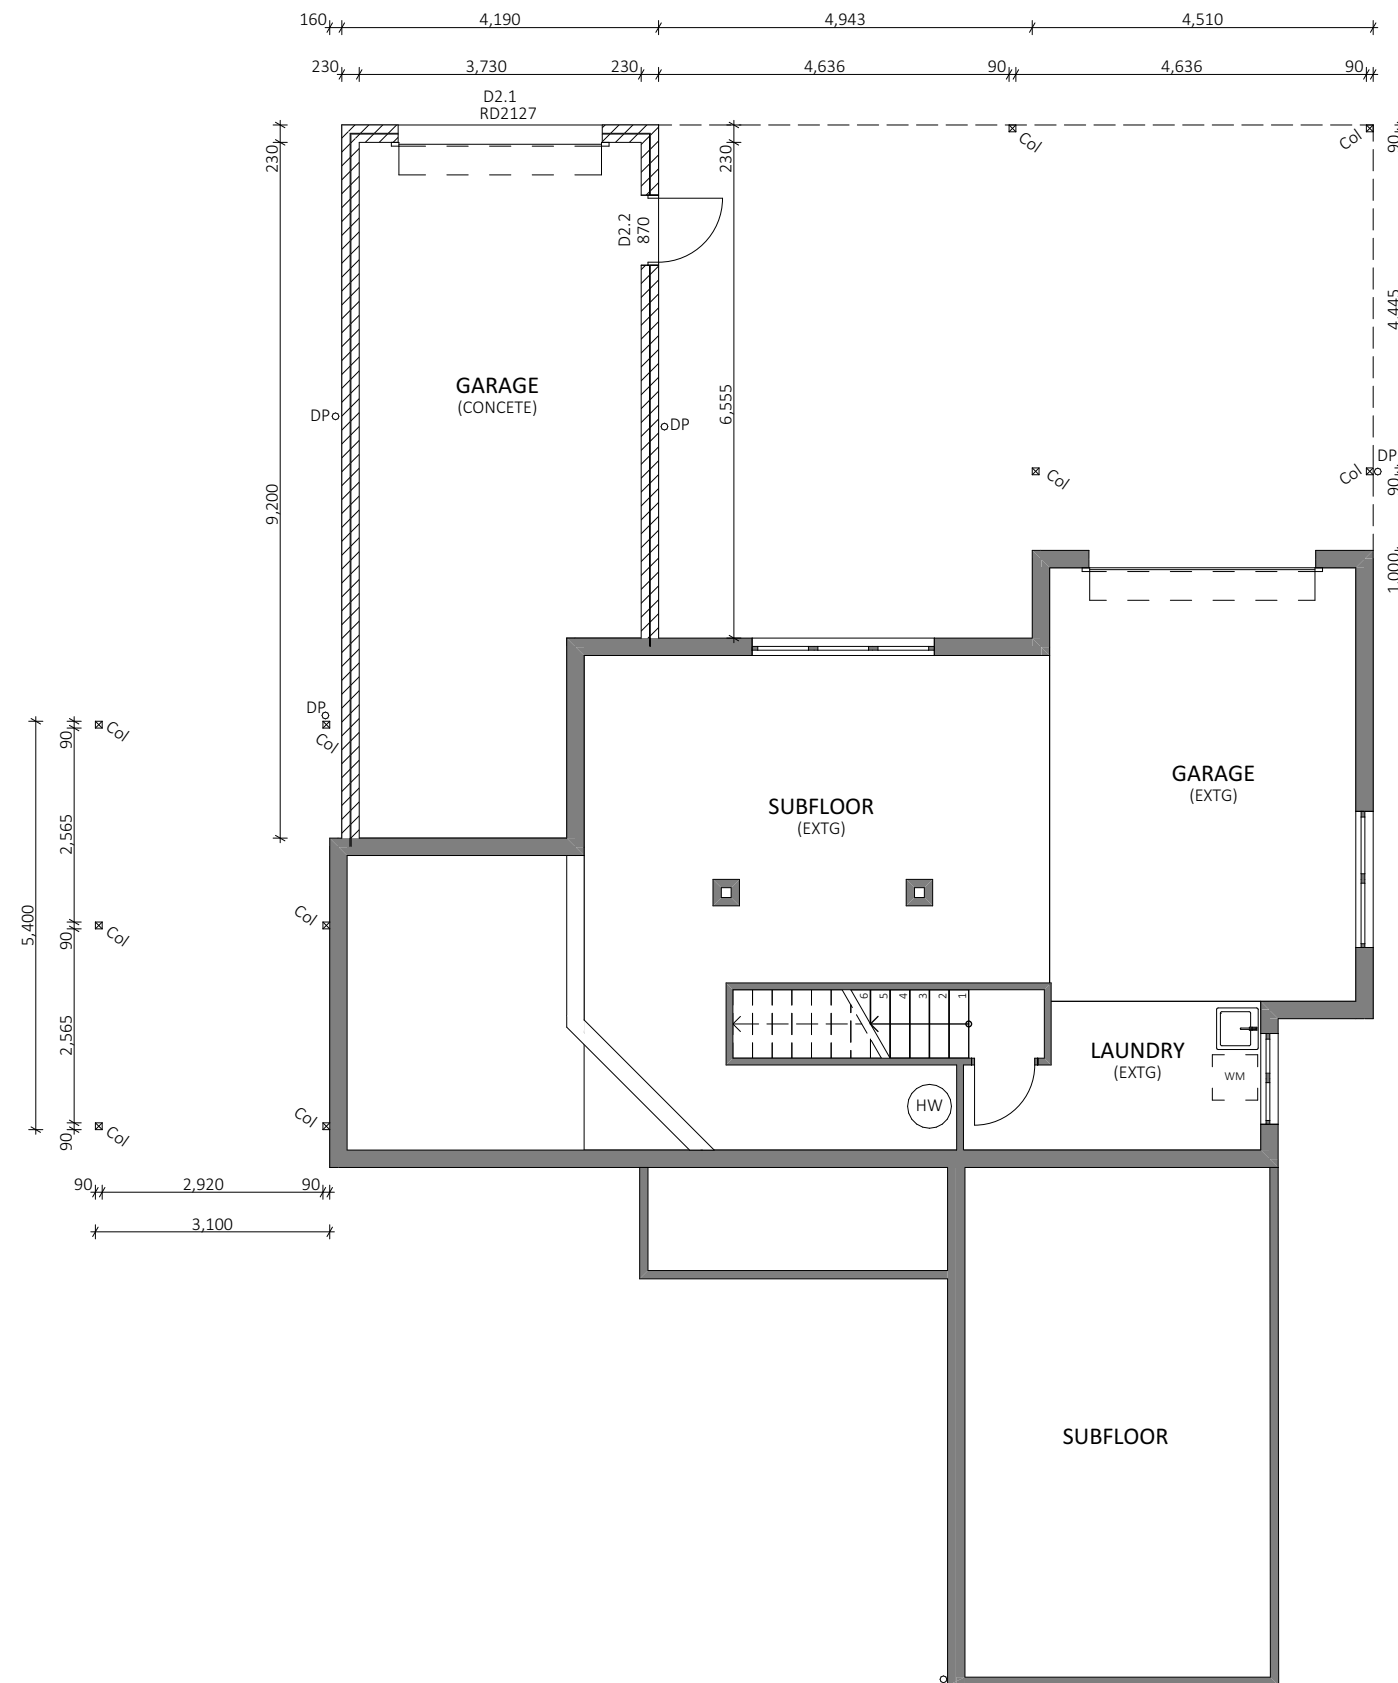 160 4,190 4,943 4,510
230 3,730 230 4,636 90 4,636 90
D2.1
RD2127
230
230
Col
Col
90
D2.2
870
4,445
GARAGE
(CONCETE)
DP
DP
6,555
9,200
Col
Col
DP
90
1,000
DP
Col
Col
90
GARAGE
(EXTG)
SUBFLOOR
(EXTG)
2,565
5,400
Col
Col
90
6 5 4 3 2 1
2,565
LAUNDRY
(EXTG)
WM
HW
Col
Col
90
90 2,920 90
3,100
SUBFLOOR